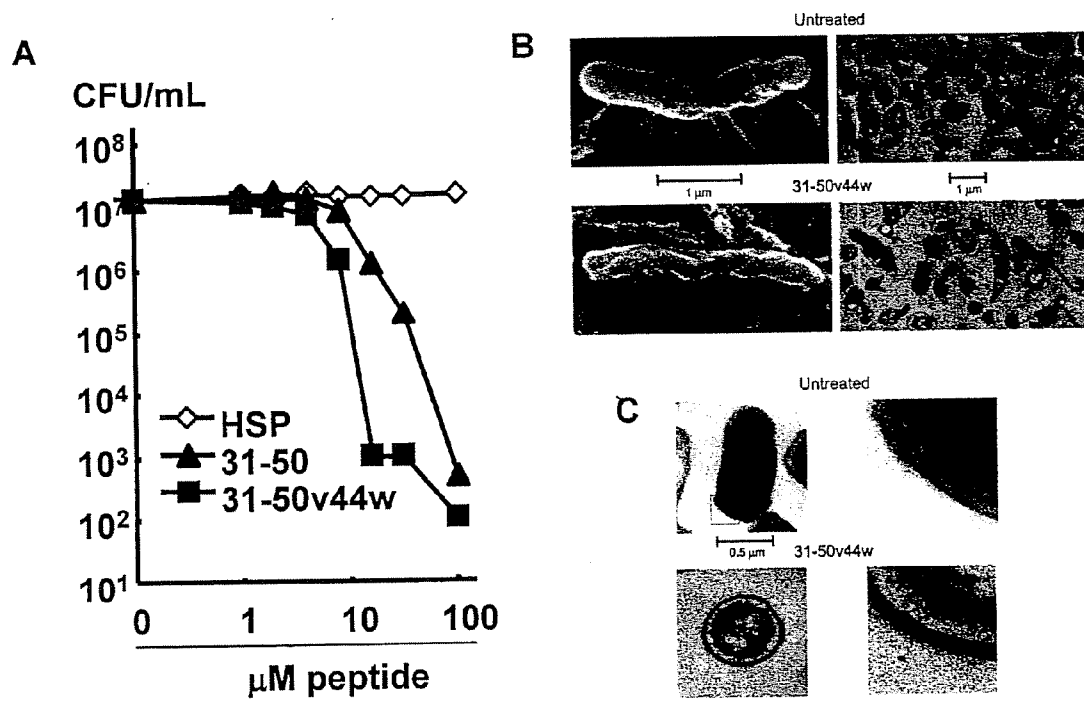 A
CFU/mL
10⁸
10⁷
10⁶
10⁵
10⁴
10³
10²
10¹
HSP
31-50
31-50v44w
0 1 10 100
μM peptide
B
Untreated
1 μm
31-50v44w
1 μm
C
Untreated
0.5 μm
31-50v44w